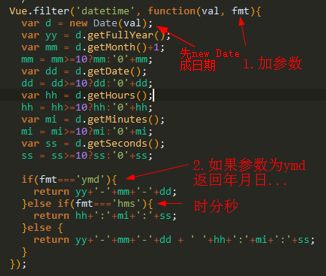 Vue.filter('datetime', function(val, fmt){
var d = new Date(val);
var yy = d.getFullYear();
先new Date
成日期
1.加参数
var mm = d.getMonth()+1;
mm = mm>=10?mm:'0'+mm;
var dd = d.getDate();
dd = dd>=10?dd:'0'+dd;
var hh = d.getHours();
hh = hh>=10?hh:'0'+hh;
var mi = d.getMinutes();
mi = mi>=10?mi:'0'+mi;
var ss = d.getSeconds();
ss = ss>=10?ss:'0'+ss;
2.如果参数为ymd
返回年月日...
if(fmt==='ymd'){
return yy+'-'+mm+'-'+dd;
}else if(fmt==='hms'){
时分秒
return hh+':'+mi+':'+ss;
}else {
return yy+'-'+mm+'-'+dd + ' '+hh+':'+mi+':'+ss;
}
});